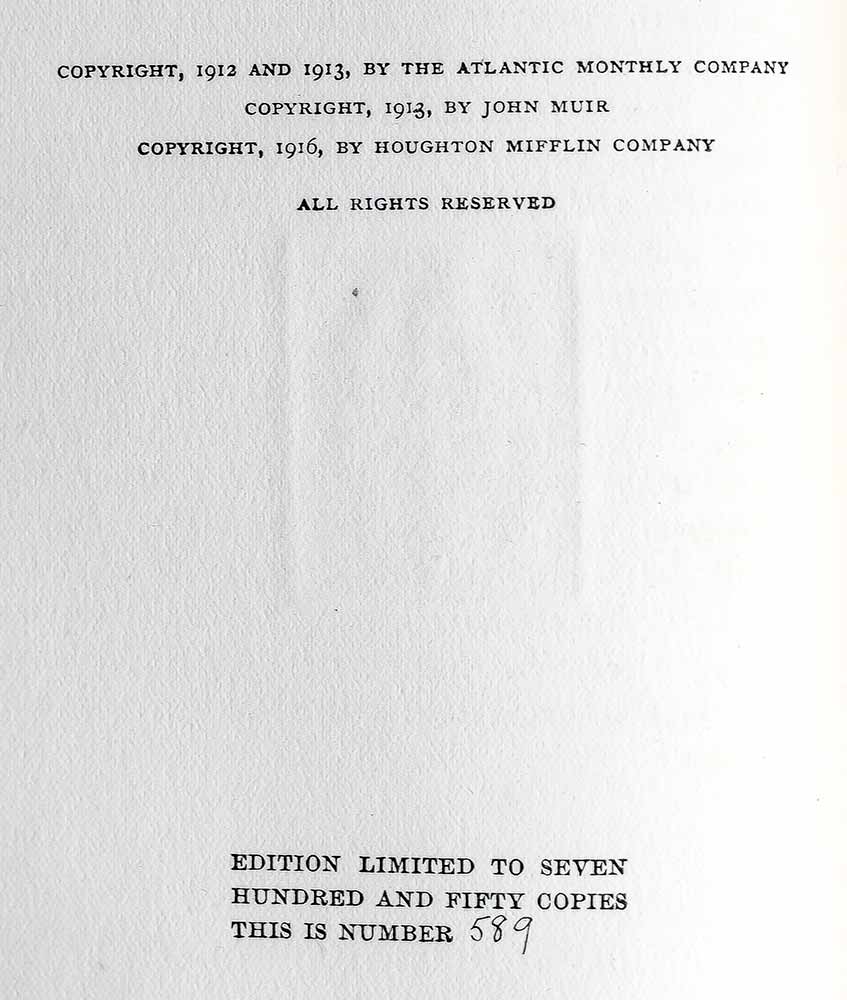 COPYRIGHT, 1912 AND 1913, BY THE ATLANTIC MONTHLY COMPANY
COPYRIGHT, 1913, BY JOHN MUIR
COPYRIGHT, 1916, BY HOUGHTON MIFFLIN COMPANY
ALL RIGHTS RESERVED
EDITION LIMITED TO SEVEN
HUNDRED AND FIFTY COPIES
THIS IS NUMBER 589